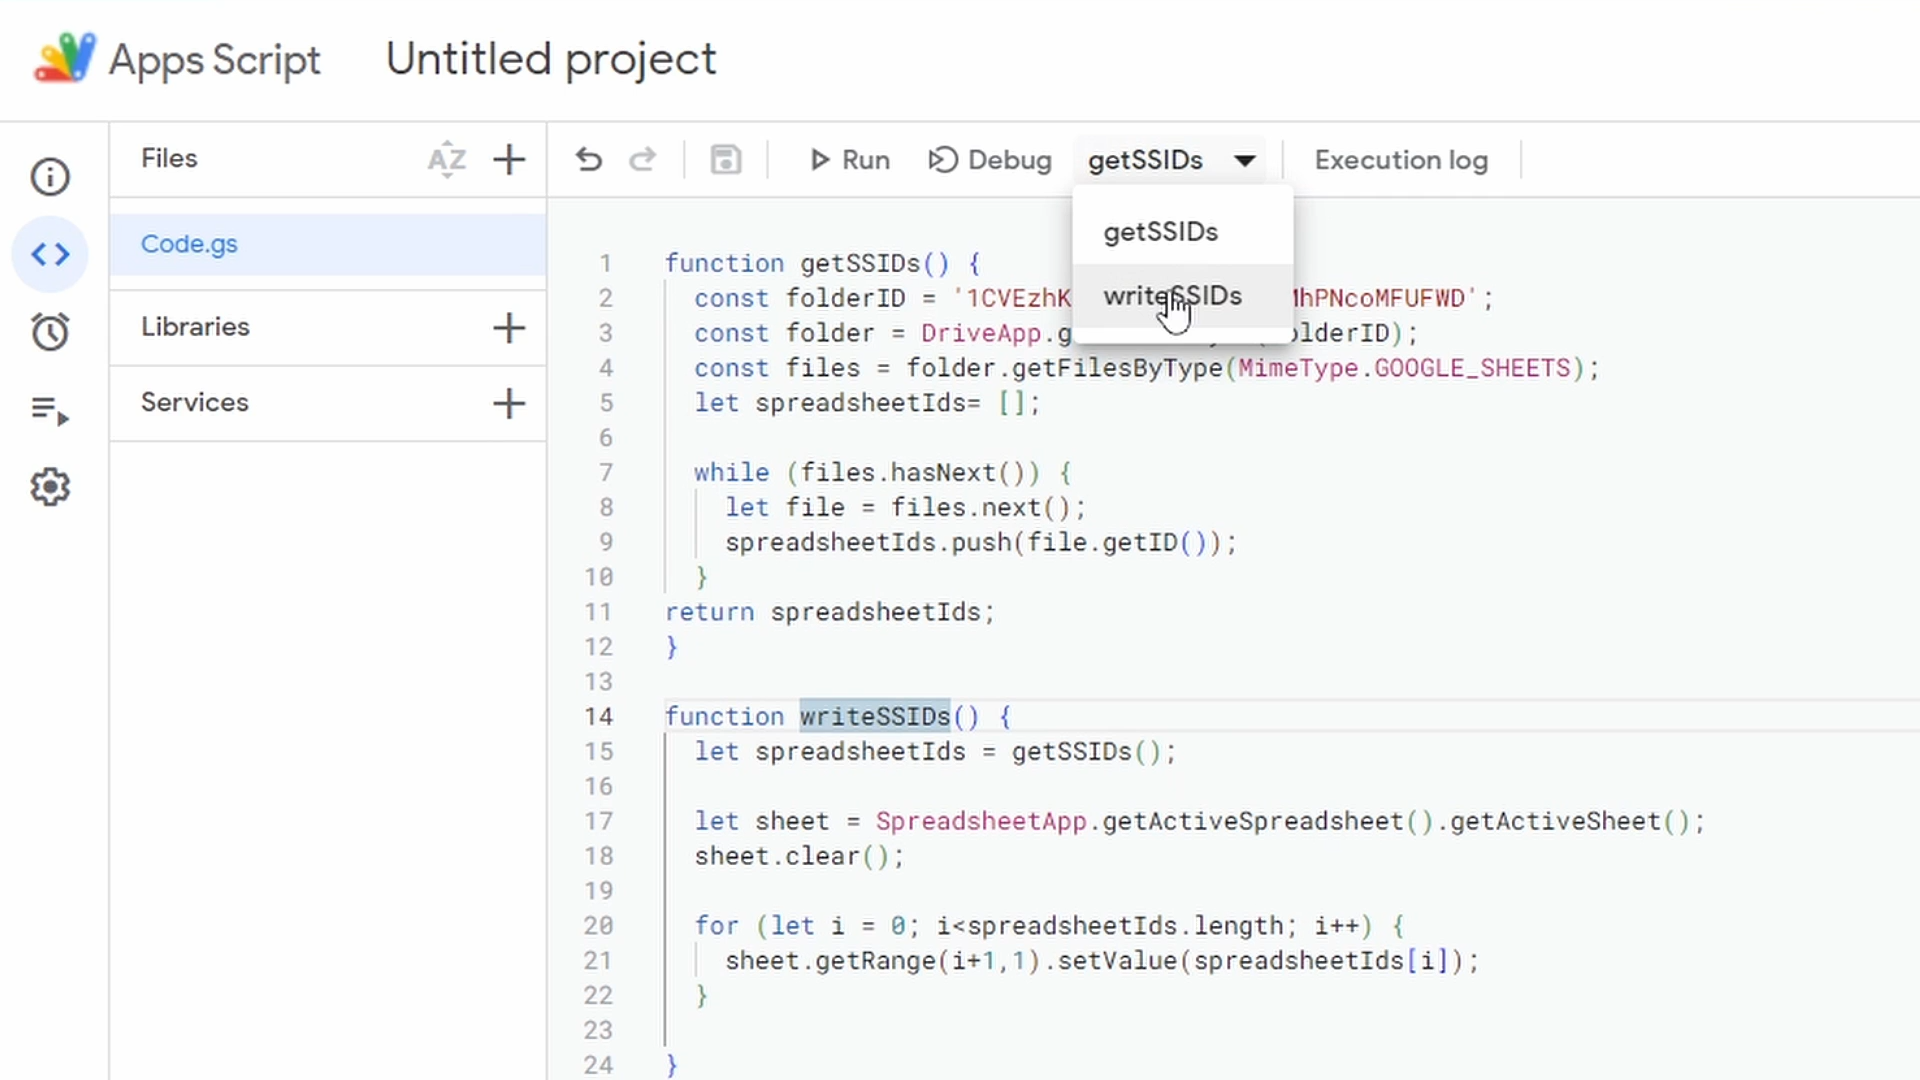 Apps Script Untitled project
Files AZ Run Debug getSSIDs Execution log
getSSIDs
writeSSIDs
Code.gs
Libraries
Services
1 function getSSIDs() {
2 const folderID = '1CVEzhK MhPNcoMFUFWD';
3 const folder = DriveApp.g olderID);
4 const files = folder.getFilesByType(MimeType.GOOGLE_SHEETS);
5 let spreadsheetIds= [];
6
7 while (files.hasNext()) {
8 let file = files.next();
9 spreadsheetIds.push(file.getID());
10 }
11 return spreadsheetIds;
12 }
13
14 function writeSSIDs() {
15 let spreadsheetIds = getSSIDs();
16
17 let sheet = SpreadsheetApp.getActiveSpreadsheet().getActiveSheet();
18 sheet.clear();
19
20 for (let i = 0; i<spreadsheetIds.length; i++) {
21 sheet.getRange(i+1,1).setValue(spreadsheetIds[i]);
22 }
23
24 }